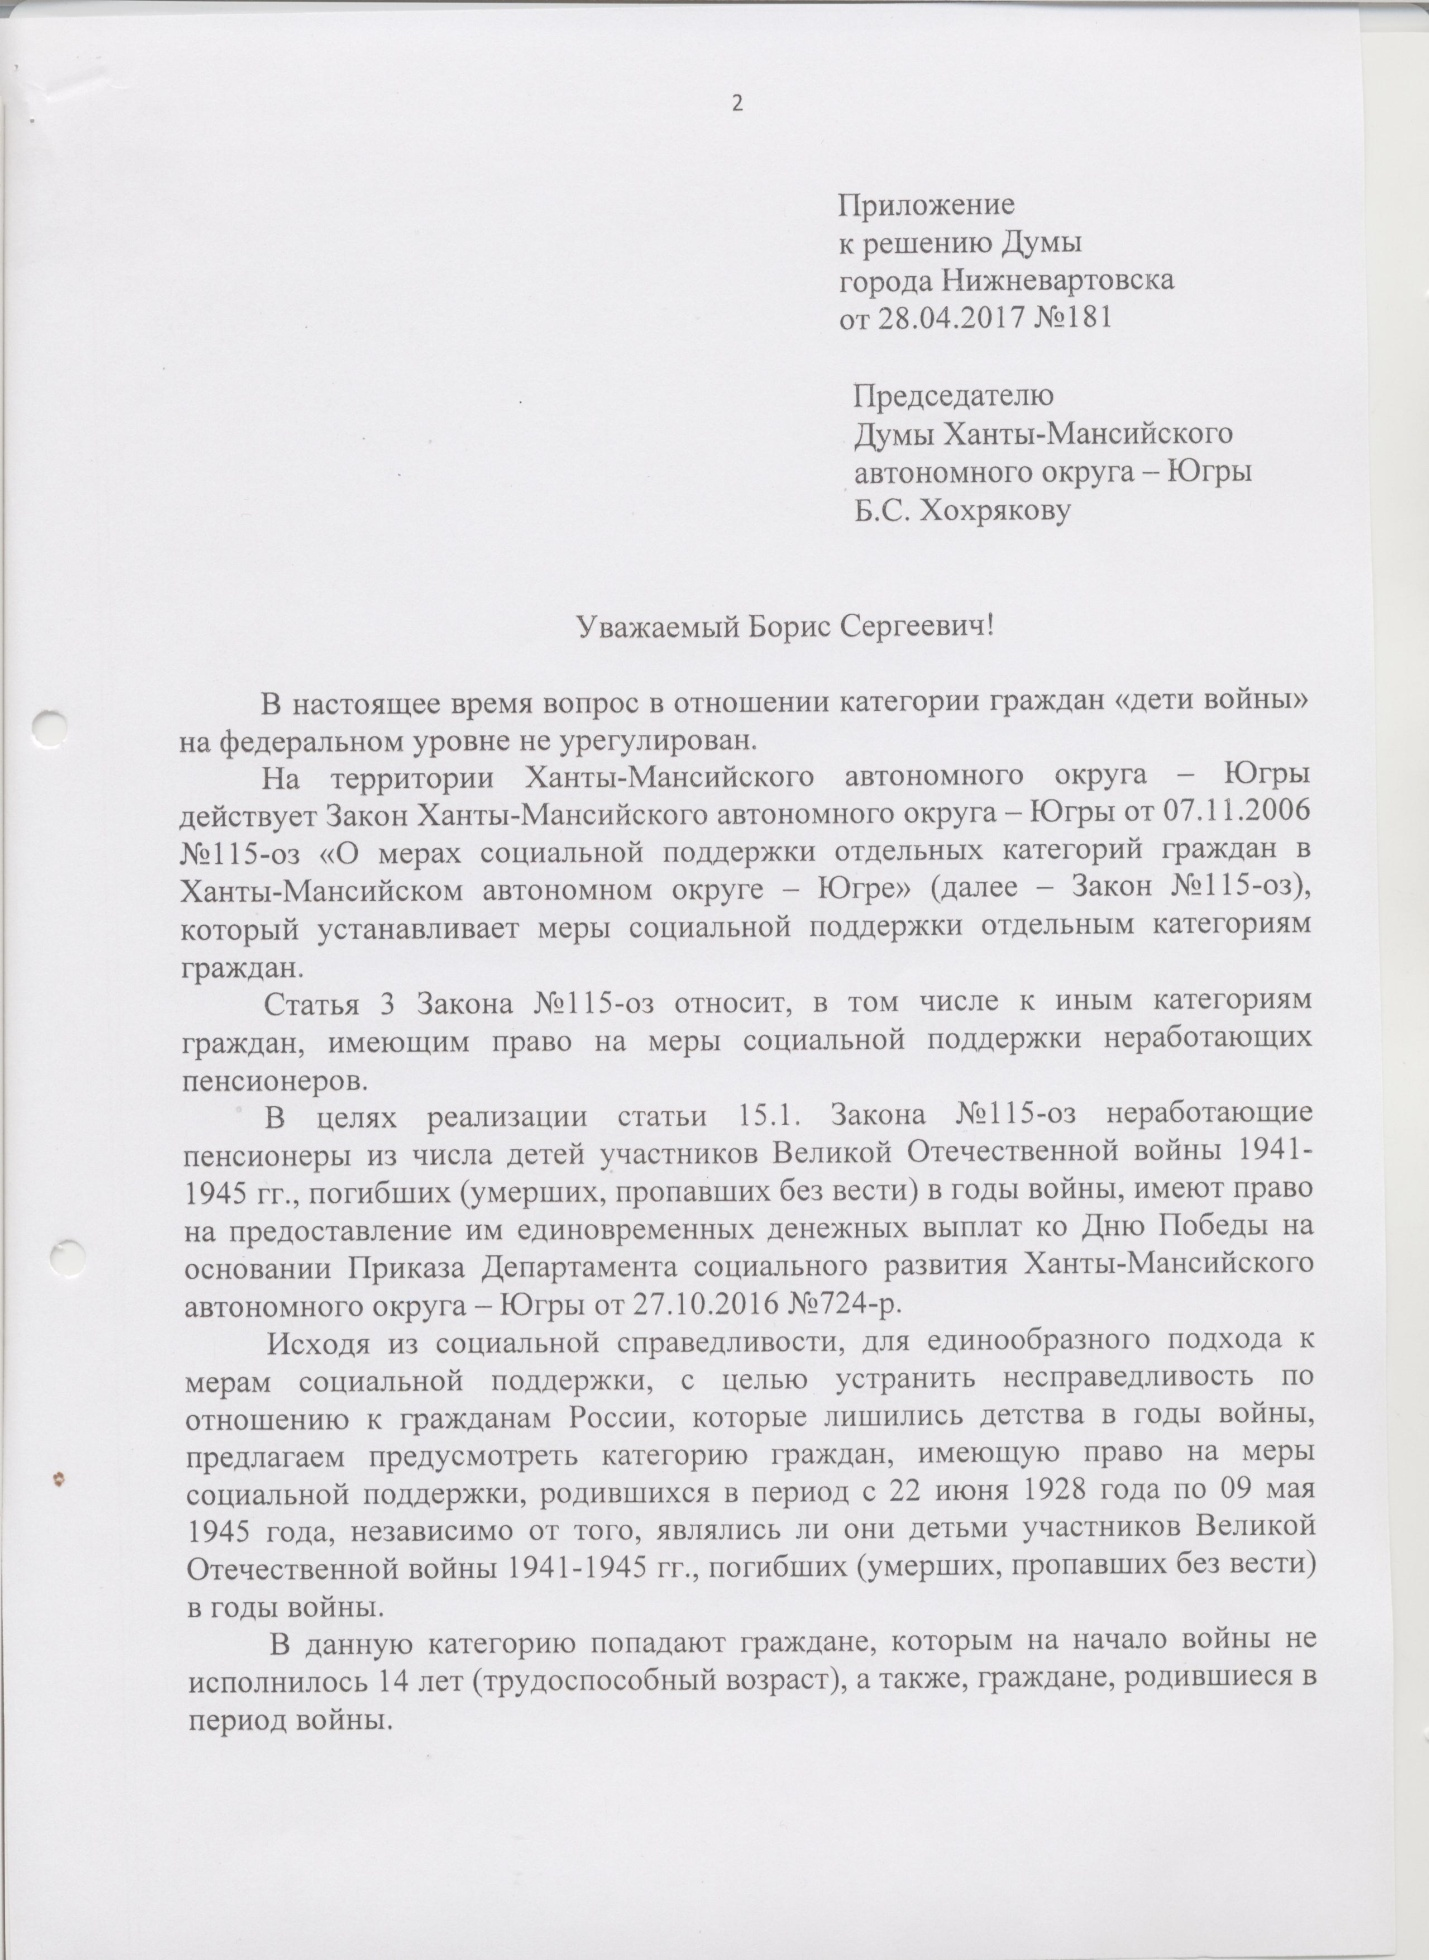 2
Приложение
к решению Думы
города Нижневартовска
от 28.04.2017 №181
Председателю
Думы Ханты-Мансийского
автономного округа – Югры
Б.С. Хохрякову
Уважаемый Борис Сергеевич!
В настоящее время вопрос в отношении категории граждан «дети войны»
на федеральном уровне не урегулирован.
На территории Ханты-Мансийского автономного округа – Югры
действует Закон Ханты-Мансийского автономного округа – Югры от 07.11.2006
№115-оз «О мерах социальной поддержки отдельных категорий граждан в
Ханты-Мансийском автономном округе – Югре» (далее – Закон №115-оз),
который устанавливает меры социальной поддержки отдельным категориям
граждан.
Статья 3 Закона №115-оз относит, в том числе к иным категориям
граждан, имеющим право на меры социальной поддержки неработающих
пенсионеров.
В целях реализации статьи 15.1. Закона №115-оз неработающие
пенсионеры из числа детей участников Великой Отечественной войны 1941-
1945 гг., погибших (умерших, пропавших без вести) в годы войны, имеют право
на предоставление им единовременных денежных выплат ко Дню Победы на
основании Приказа Департамента социального развития Ханты-Мансийского
автономного округа – Югры от 27.10.2016 №724-р.
Исходя из социальной справедливости, для единообразного подхода к
мерам социальной поддержки, с целью устранить несправедливость по
отношению к гражданам России, которые лишились детства в годы войны,
предлагаем предусмотреть категорию граждан, имеющую право на меры
социальной поддержки, родившихся в период с 22 июня 1928 года по 09 мая
1945 года, независимо от того, являлись ли они детьми участников Великой
Отечественной войны 1941-1945 гг., погибших (умерших, пропавших без вести)
в годы войны.
В данную категорию попадают граждане, которым на начало войны не
исполнилось 14 лет (трудоспособный возраст), а также, граждане, родившиеся в
период войны.